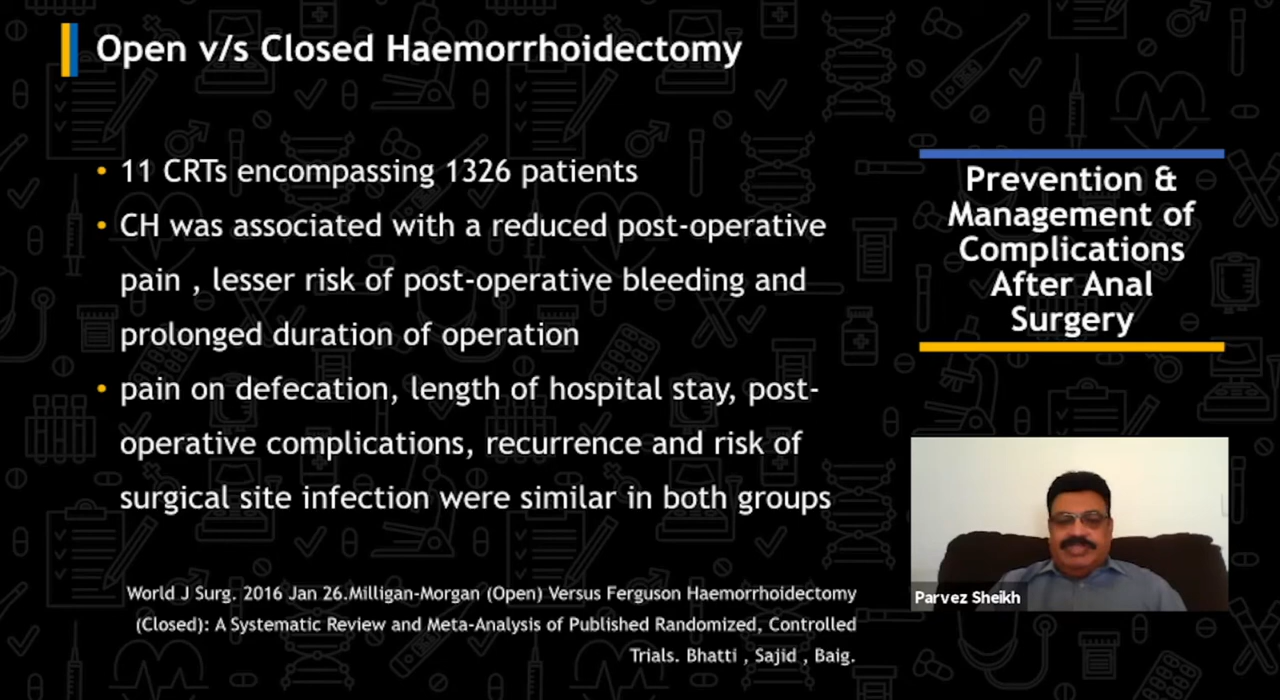 Open v/s Closed Haemorrhoidectomy
• 11 CRTs encompassing 1326 patients
• CH was associated with a reduced post-operative
pain , lesser risk of post-operative bleeding and
prolonged duration of operation
• pain on defecation, length of hospital stay, post-
operative complications, recurrence and risk of
surgical site infection were similar in both groups
World J Surg. 2016 Jan 26.Milligan-Morgan (Open) Versus Ferguson Haemorrhoidectomy
(Closed): A Systematic Review and Meta-Analysis of Published Randomized, Controlled
Trials. Bhatti , Sajid , Baig.
Prevention &
Management of
Complications
After Anal
Surgery
Parvez Sheikh